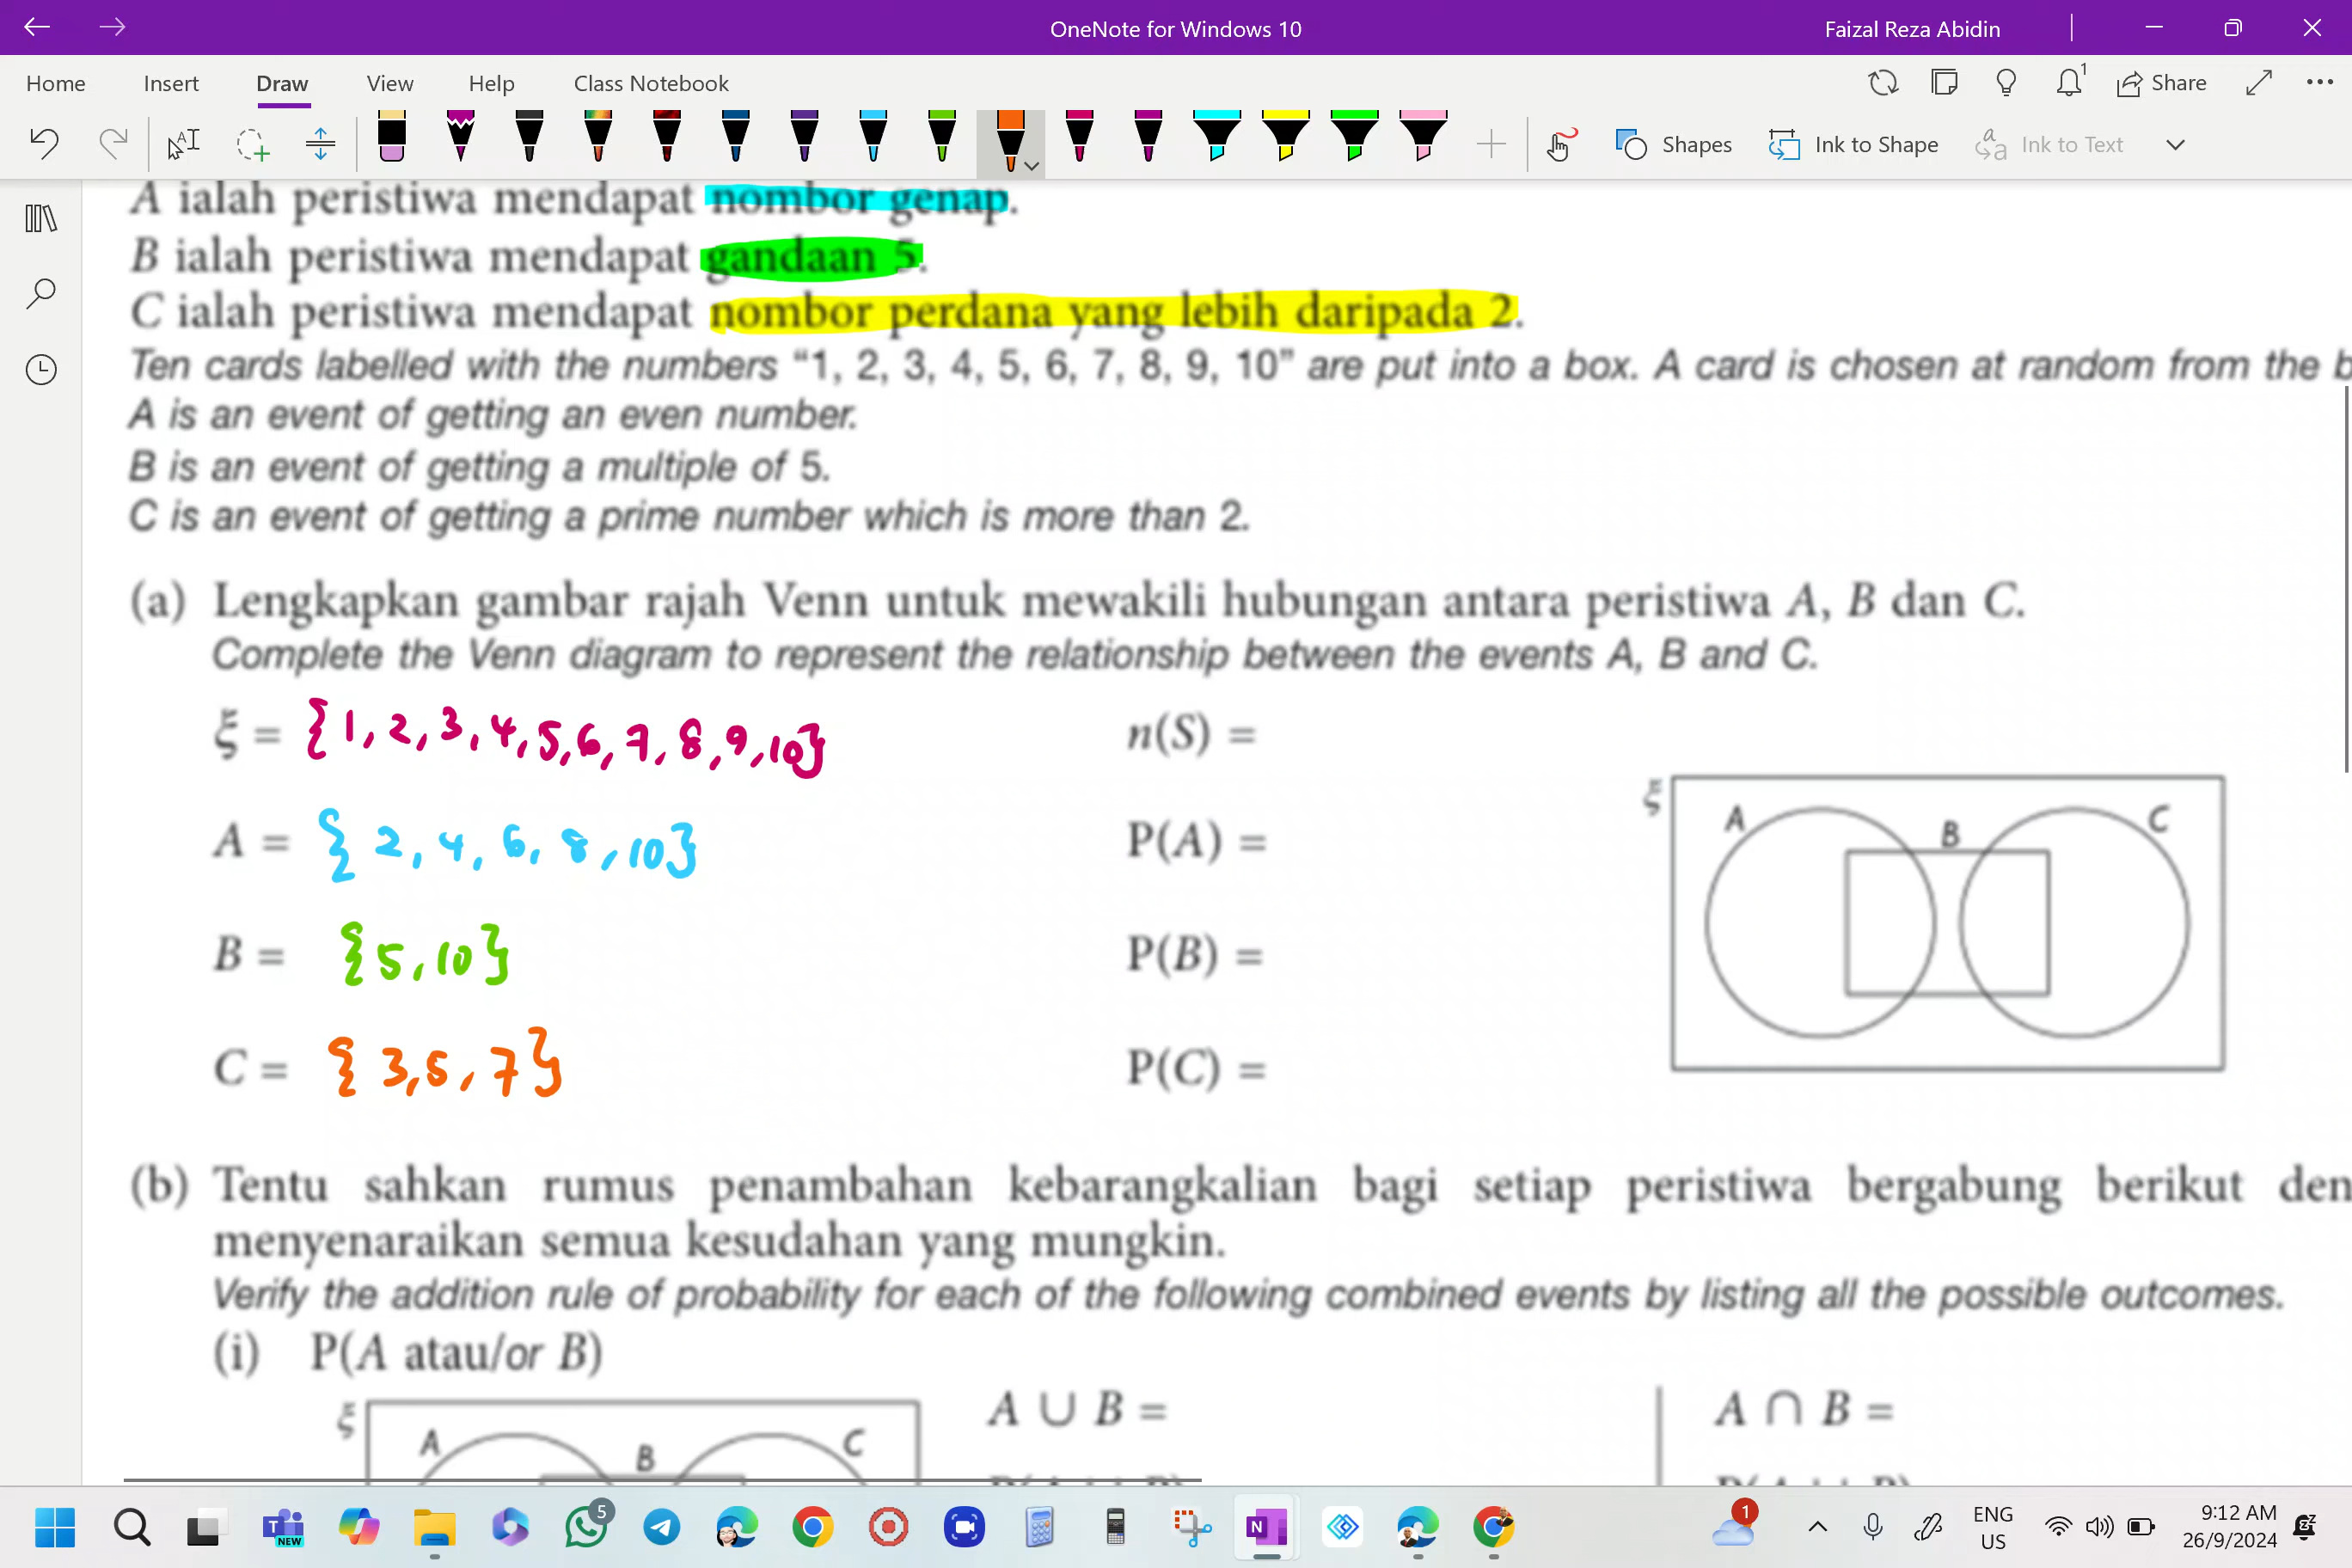 OneNote for Windows 10
Faizal Reza Abidin
Home Insert Draw View Help Class Notebook
1
Share
Shapes Ink to Shape Ink to Text
A ialah peristiwa mendapat nombor genap.
B ialah peristiwa mendapat gandaan 5.
C ialah peristiwa mendapat nombor perdana yang lebih daripada 2.
Ten cards labelled with the numbers “1, 2, 3, 4, 5, 6, 7, 8, 9, 10” are put into a box. A card is chosen at random from the b
A is an event of getting an even number.
B is an event of getting a multiple of 5.
C is an event of getting a prime number which is more than 2.
(a) Lengkapkan gambar rajah Venn untuk mewakili hubungan antara peristiwa A, B dan C.
Complete the Venn diagram to represent the relationship between the events A, B and C.
ξ = {1, 2, 3, 4, 5, 6, 7, 8, 9, 10}
n(S) =
A = {2, 4, 6, 8, 10}
P(A) =
B = {5, 10}
P(B) =
C = {3, 5, 7}
P(C) =
ξ
A B C
(b) Tentu sahkan rumus penambahan kebarangkalian bagi setiap peristiwa bergabung berikut den
menyenaraikan semua kesudahan yang mungkin.
Verify the addition rule of probability for each of the following combined events by listing all the possible outcomes.
(i) P(A atau/or B)
ξ
A B C
A ∪ B =
A ∩ B =
NEW
5
1
ENG
US
9:12 AM
26/9/2024